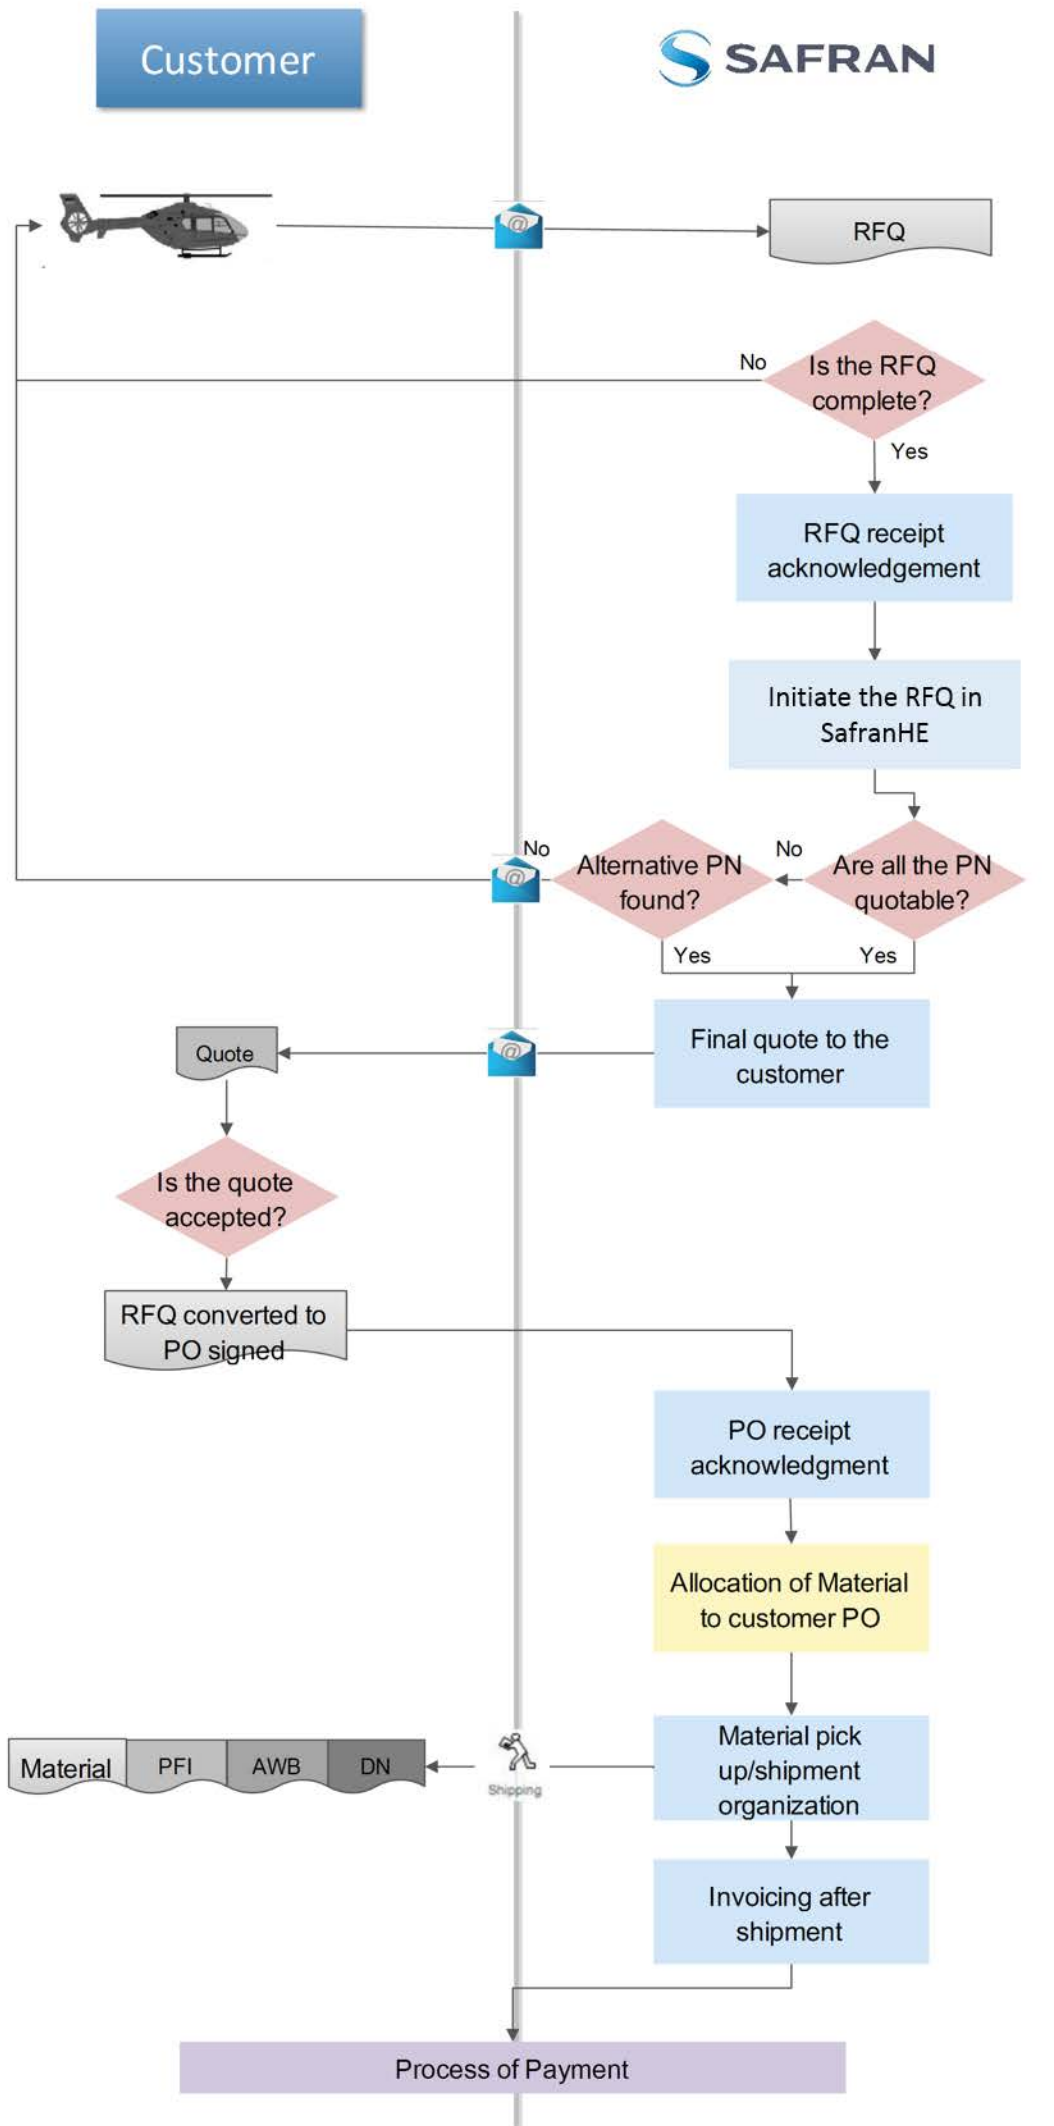 Customer
SAFRAN
@
RFQ
No
Is the RFQ
complete?
Yes
RFQ receipt
acknowledgement
Initiate the RFQ in
SafranHE
No
Alternative PN
found?
No
Are all the PN
quotable?
@
Yes
Yes
Final quote to the
customer
Quote
@
Is the quote
accepted?
RFQ converted to
PO signed
PO receipt
acknowledgment
Allocation of Material
to customer PO
Material pick
up/shipment
organization
Material
PFI
AWB
DN
Shipping
Invoicing after
shipment
Process of Payment